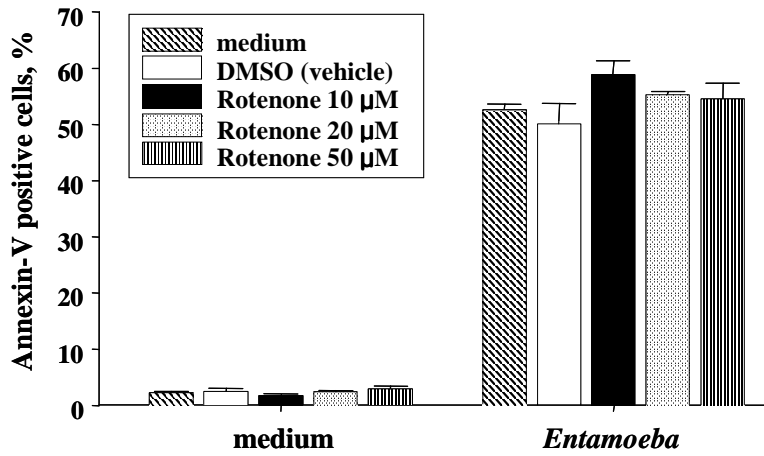 Annexin-V positive cells, %
70
60
50
40
30
20
10
0
medium
DMSO (vehicle)
Rotenone 10 µM
Rotenone 20 µM
Rotenone 50 µM
medium
Entamoeba